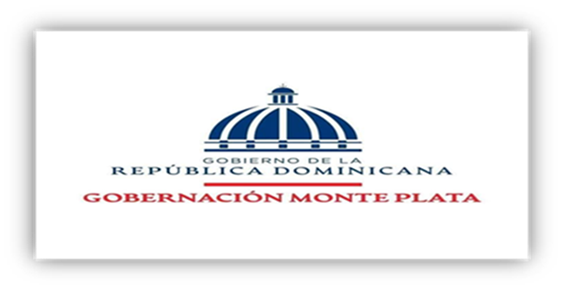 GOBIERNO DE LA
REPÚBLICA DOMINICANA
GOBERNACIÓN MONTE PLATA